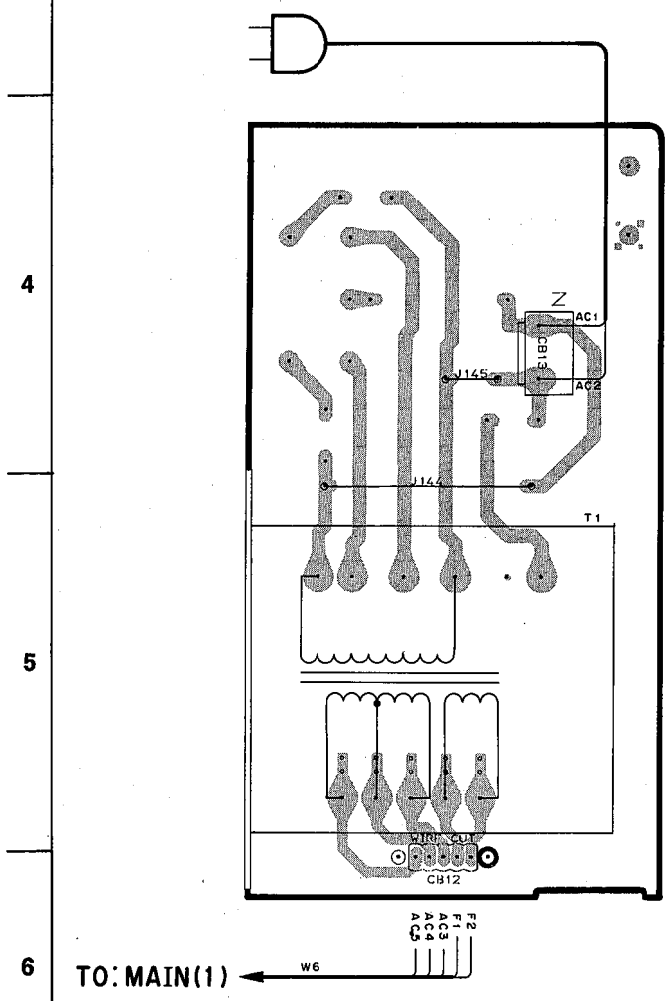 4
Z
AC1
CB13
J145
AC2
J144
T1
5
WIRE CUT
CB12
AC5
AC4
AC3
F1
F2
6
TO:MAIN(1)
W6